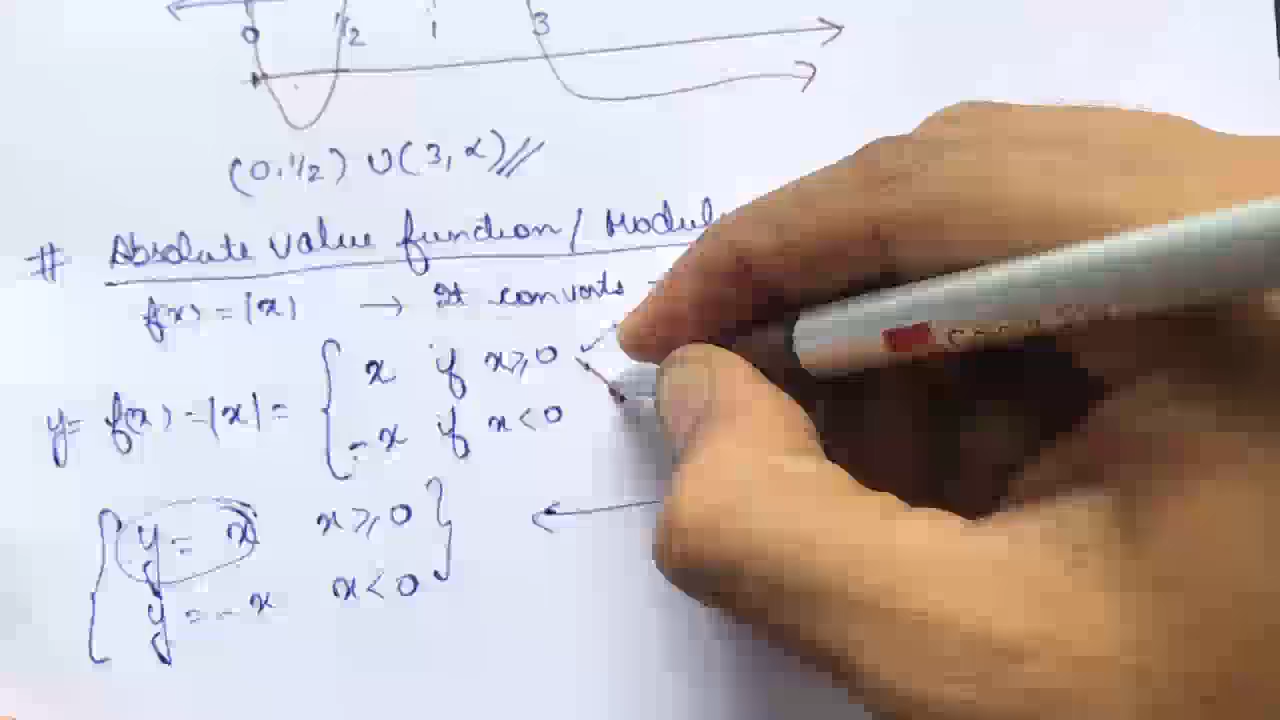 0 1/2 1 3
(0, 1/2) U (3, ∝)//
# Absolute value function / Modul
f(x) = |x| → It converts
y = f(x) = |x| = { x if x ≥ 0
-x if x < 0
{ y = x x ≥ 0 }
y = -x x < 0